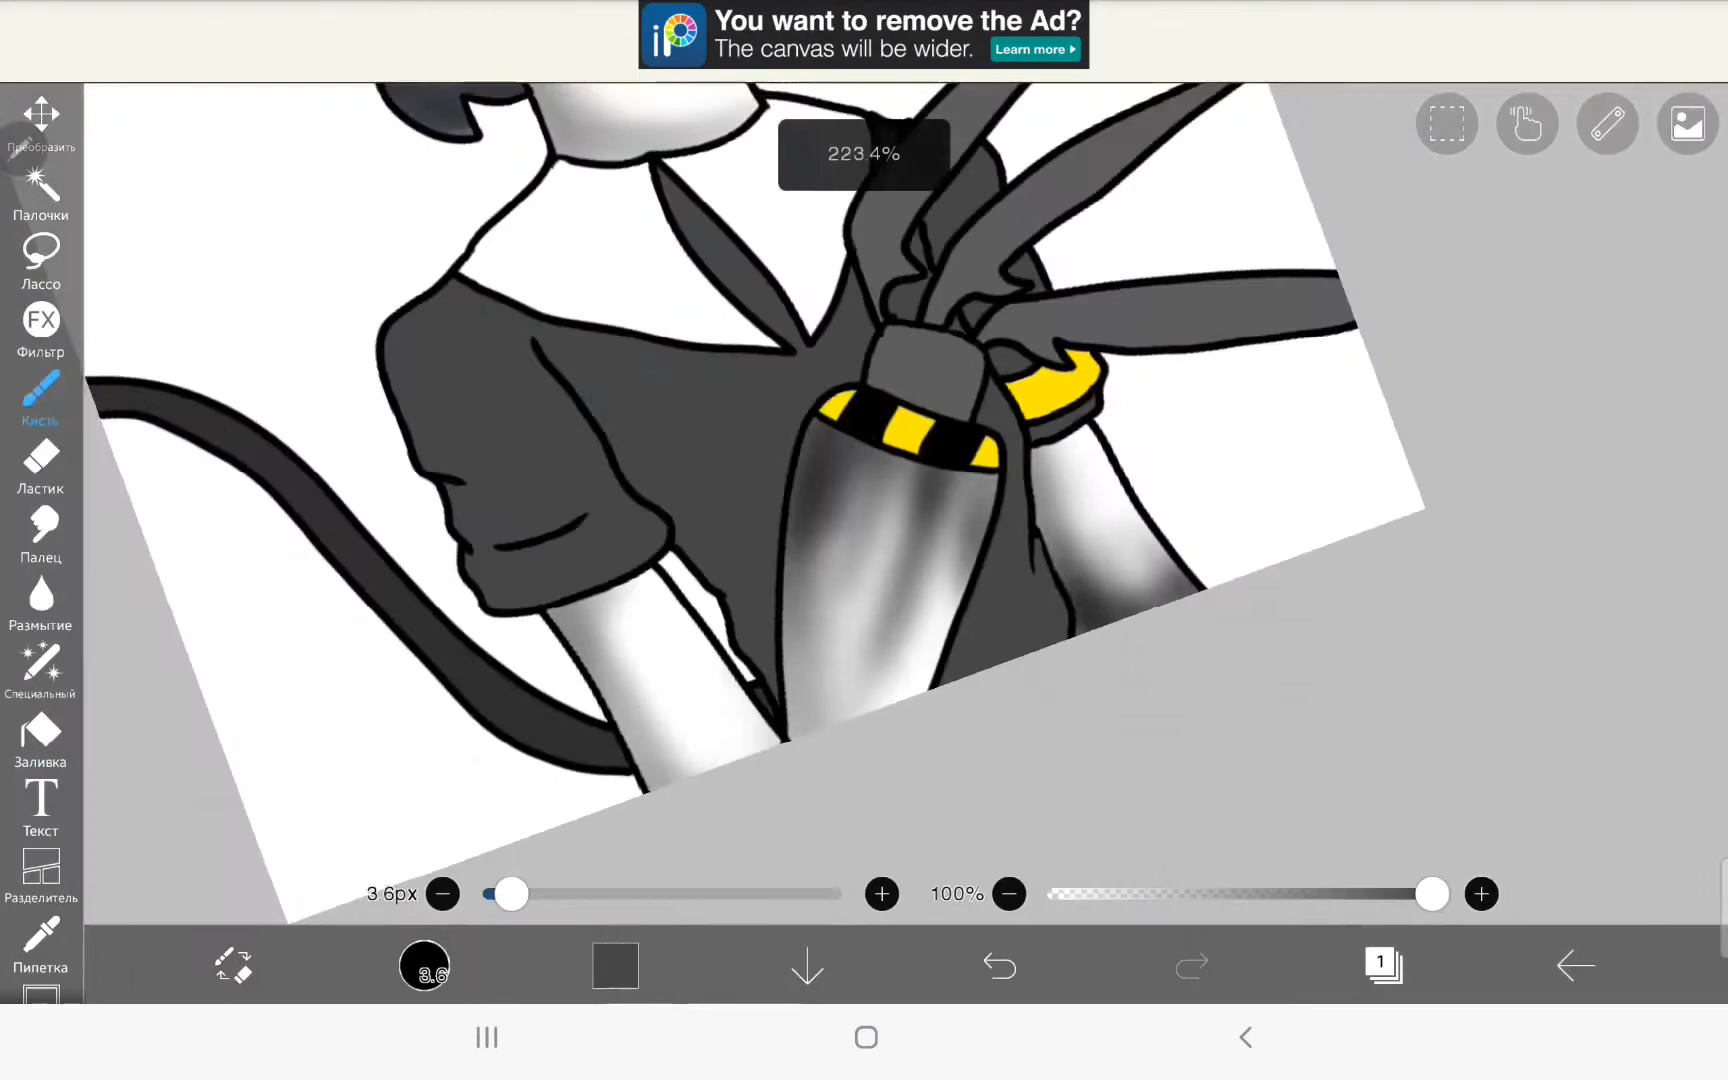 You want to remove the Ad?
The canvas will be wider.
Learn more
iP
223.4%
Преобразить
Палочки
Лассо
FX
Фильтр
Кисть
Ластик
Палец
Размытие
Специальный
Заливка
T
Текст
Разделитель
Пипетка
3.6px
100%
3.6
1